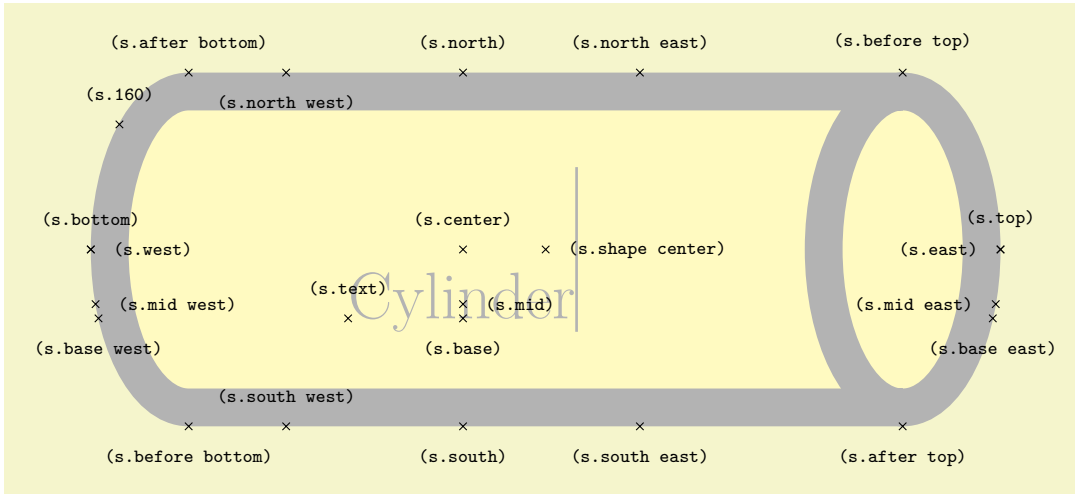 (s.after bottom)
(s.north)
(s.north east)
(s.before top)
(s.160)
(s.north west)
(s.bottom)
(s.center)
(s.top)
(s.west)
(s.shape center)
(s.east)
(s.text)
Cylinder
(s.mid west)
(s.mid)
(s.mid east)
(s.base west)
(s.base)
(s.base east)
(s.south west)
(s.before bottom)
(s.south)
(s.south east)
(s.after top)